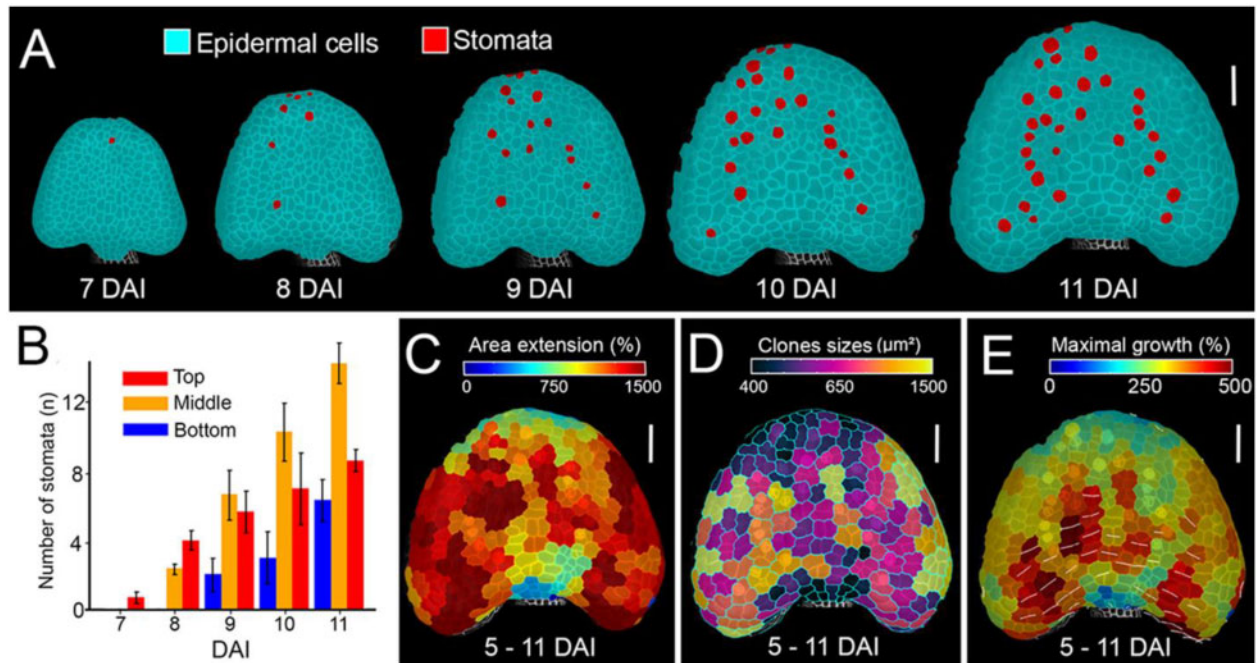 A
Epidermal cells
Stomata
7 DAI
8 DAI
9 DAI
10 DAI
11 DAI
B
Number of stomata (n)
12
8
4
0
Top
Middle
Bottom
7
8
9
10
11
DAI
C
Area extension (%)
0
750
1500
5 - 11 DAI
D
Clones sizes (µm²)
400
650
1500
5 - 11 DAI
E
Maximal growth (%)
0
250
500
5 - 11 DAI